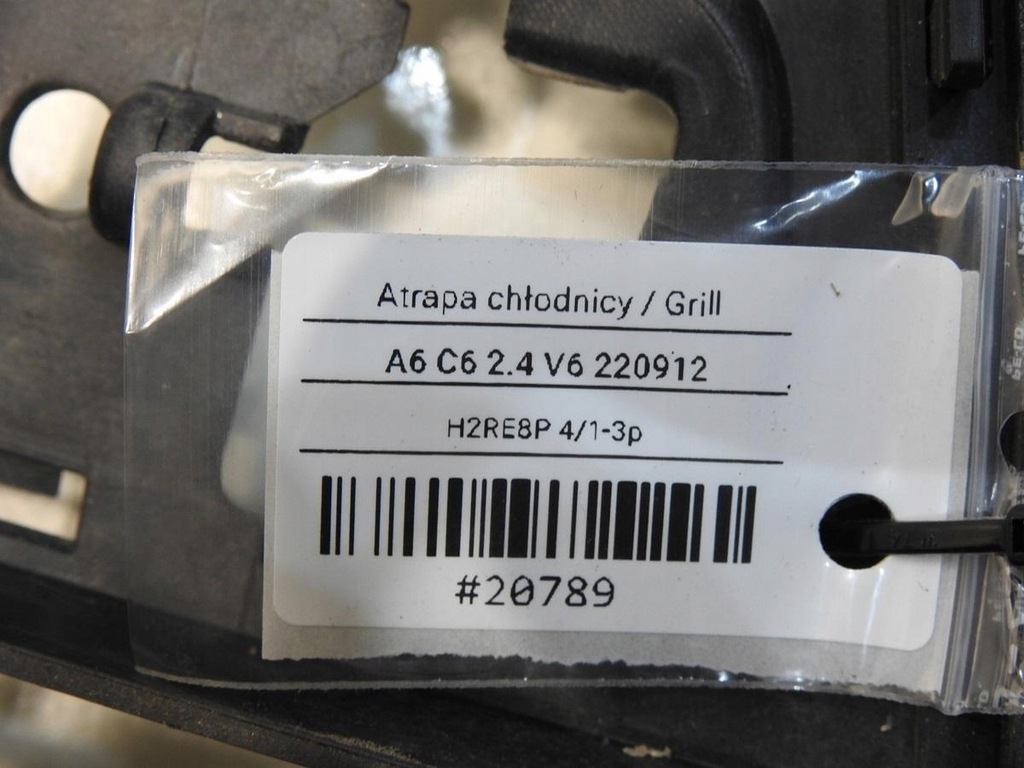 Atrapa chłodnicy / Grill
A6 C6 2.4 V6 220912
H2RE8P 4/1-3p
#20789